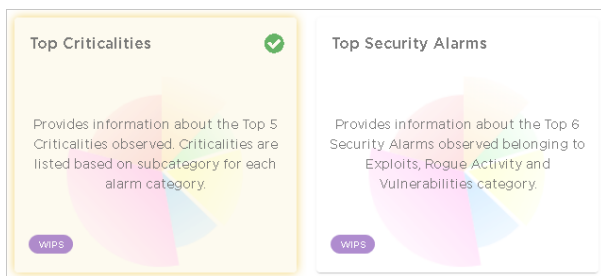 Top Criticalities
Provides information about the Top 5
Criticalities observed. Criticalities are
listed based on subcategory for each
alarm category.
WIPS
Top Security Alarms
Provides information about the Top 6
Security Alarms observed belonging to
Exploits, Rogue Activity and
Vulnerabilities category.
WIPS